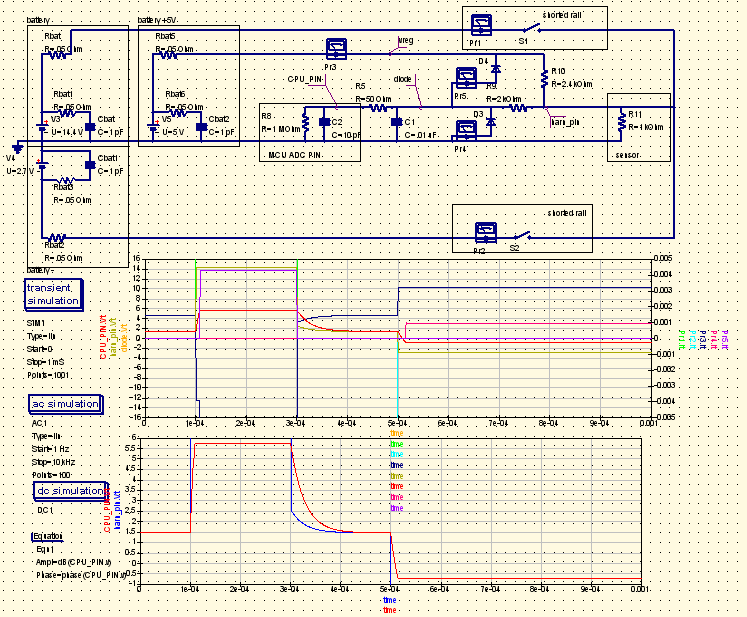 battery
Rbat
R=.05 Ohm
Rbat1
R=.05 Ohm
V3
U=14.4 V
Cbat
C=1 pF
V4
U=2.7 V
Cbat1
C=1 pF
Rbat3
R=.05 Ohm
Rbat2
R=.05 Ohm
battery-
battery+5V
Rbat4
R=.05 Ohm
Rbat5
R=.05 Ohm
V5
U=5 V
Cbat2
C=1 pF
Pr3
Vreg
CPU_PIN
diode
R5
R=50 Ohm
R8
R=1 MOhm
C2
C=10 pF
MCU ADC PIN
C1
C=.01 nF
shorted rail
Pr1
S1
D4
Pr5
R9
R=2 kOhm
R10
R=2.4 kOhm
D3
Pr4
harn_pin
R11
R=1 kOhm
sensor
shorted rail
Pr2
S2
transient
simulation
SIM1
Type=lin
Start=0
Stop=1 mS
Points=1001
ac simulation
AC1
Type=lin
Start=1 Hz
Stop=10 kHz
Points=100
dc simulation
DC1
Equation
Eqn1
Ampl=dB(CPU_PIN.v)
Phase=phase(CPU_PIN.v)
CPU_PIN.Vt
harn_pin.Vt
diode.Vt
16
14
12
10
8
6
4
2
0
-2
-4
-6
-8
-10
-12
-14
-16
0.005
0.004
0.003
0.002
0.001
0
-0.001
-0.002
-0.003
-0.004
-0.005
Pr1.It
Pr2.It
Pr3.It
Pr4.It
Pr5.It
0
1e-04
2e-04
3e-04
4e-04
5e-04
6e-04
7e-04
8e-04
9e-04
0.001
time
time
time
time
time
time
time
time
CPU_PIN.Vt
harn_pin.Vt
6
5.5
5
4.5
4
3.5
3
2.5
2
1.5
1
0.5
0
-0.5
-1
0
1e-04
2e-04
3e-04
4e-04
5e-04
6e-04
7e-04
8e-04
9e-04
0.001
time
time